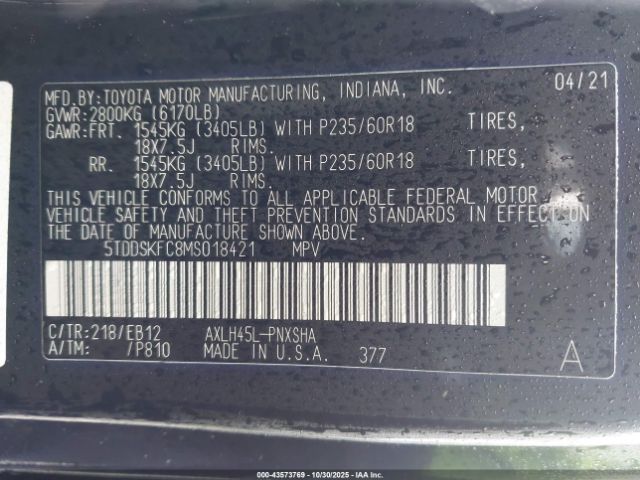 MFD.BY:TOYOTA MOTOR MANUFACTURING, INDIANA, INC. 04/21
GVWR:2800KG (6170LB)
GAWR:FRT. 1545KG (3405LB) WITH P235/60R18 TIRES,
18X7.5J RIMS.
RR. 1545KG (3405LB) WITH P235/60R18 TIRES,
18X7.5J RIMS.
THIS VEHICLE CONFORMS TO ALL APPLICABLE FEDERAL MOTOR
VEHICLE SAFETY AND THEFT PREVENTION STANDARDS IN EFFECT ON
THE DATE OF MANUFACTURE SHOWN ABOVE.
5TDDSKFC8MS018421 MPV
C/TR:218/EB12 AXLH45L-PNXSHA
A/TM: /P810 MADE IN U.S.A. 377 A
000-43573769 - 10/30/2025 - IAA, Inc.